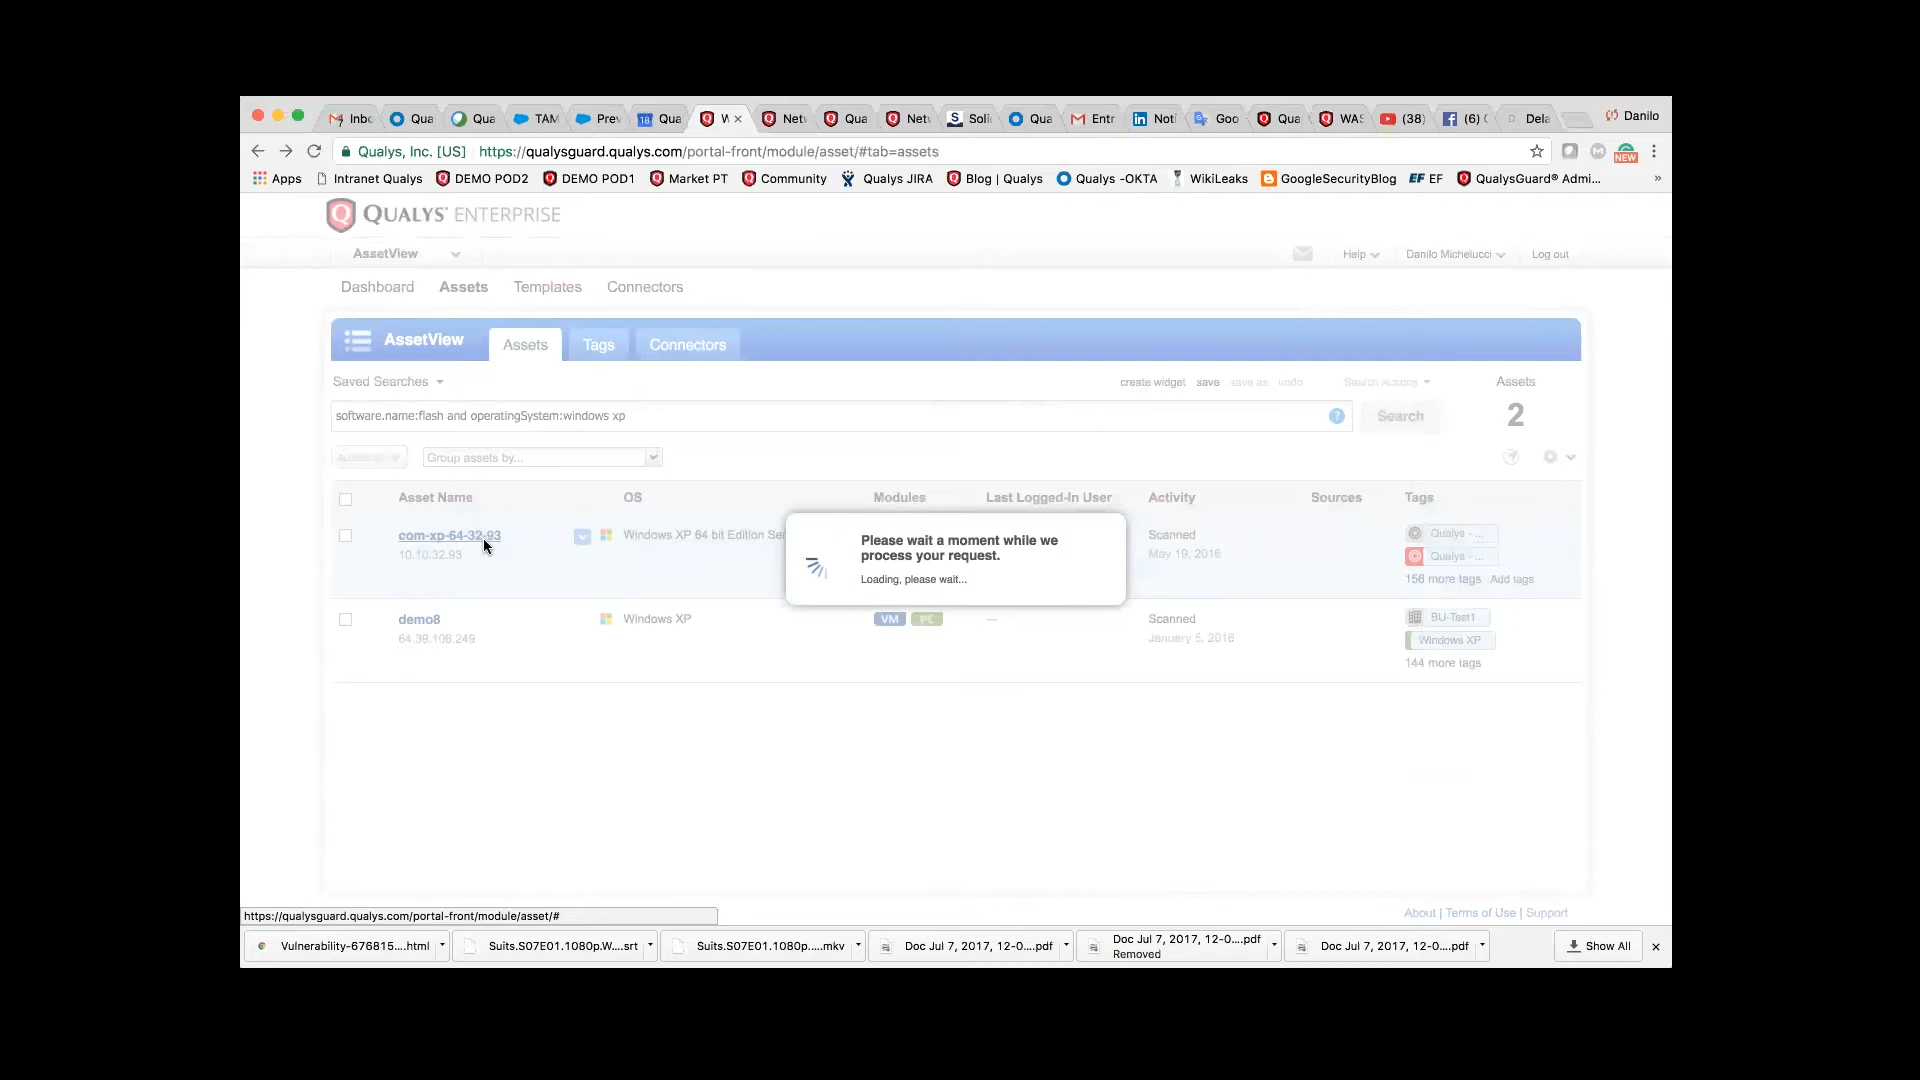 Inbc Qua Qua TAM Prev 18 Qua W Netv Qua Netv Solic Qua Entr Noti Goo Qua WAS (38) (6) Dela Danilo
Qualys, Inc. [US] https://qualysguard.qualys.com/portal-front/module/asset/#tab=assets NEW
Apps Intranet Qualys DEMO POD2 DEMO POD1 Market PT Community Qualys JIRA Blog | Qualys Qualys -OKTA WikiLeaks GoogleSecurityBlog EF EF QualysGuard® Admi... »
QUALYS® ENTERPRISE
AssetView Help Danilo Michelucci Log out
Dashboard Assets Templates Connectors
AssetView Assets Tags Connectors
Saved Searches create widget save save as undo Search Actions Assets
software.name:flash and operatingSystem:windows xp ? Search 2
Group assets by...
Asset Name OS Modules Last Logged-In User Activity Sources Tags
com-xp-64-32-93 Windows XP 64 bit Edition Ser Scanned Qualys - ...
10.10.32.93 May 19, 2016 Qualys - ...
156 more tags Add tags
Please wait a moment while we
process your request.
Loading, please wait...
demo8 Windows XP VM PC — Scanned BU-Test1
64.39.106.249 January 5, 2016 Windows XP
144 more tags
https://qualysguard.qualys.com/portal-front/module/asset/#
About | Terms of Use | Support
Vulnerability-676815....html Suits.S07E01.1080p.W....srt Suits.S07E01.1080p.....mkv Doc Jul 7, 2017, 12-0....pdf Doc Jul 7, 2017, 12-0....pdf Doc Jul 7, 2017, 12-0....pdf Show All
Removed